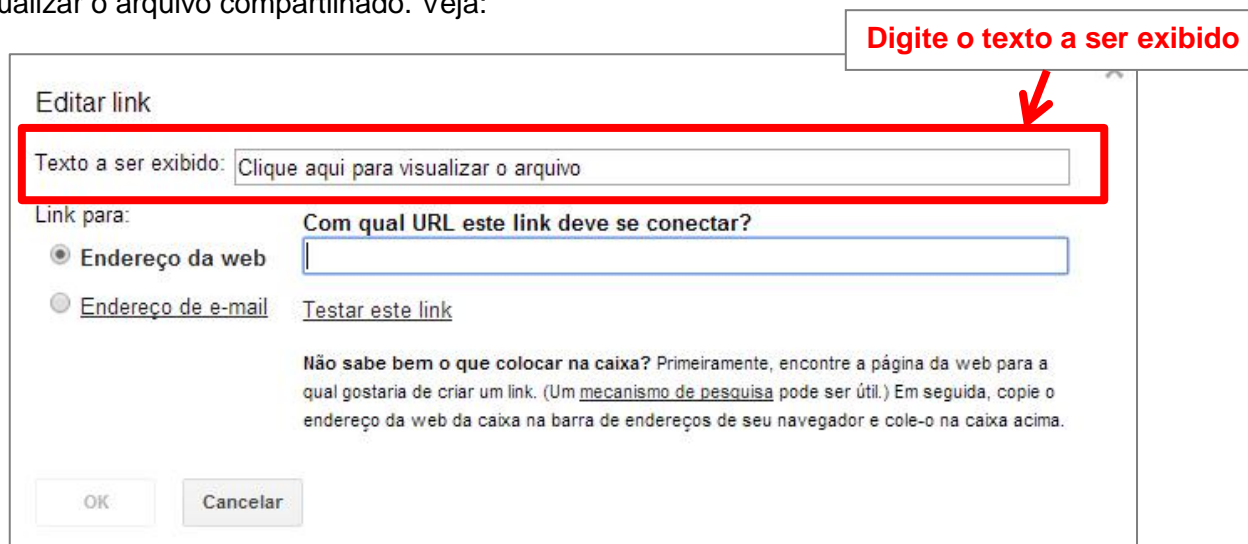 ualizar o arquivo compartilhado. Veja:
Digite o texto a ser exibido
Editar link
Texto a ser exibido: Clique aqui para visualizar o arquivo
Link para:
Com qual URL este link deve se conectar?
Endereço da web
Endereço de e-mail
Testar este link
Não sabe bem o que colocar na caixa? Primeiramente, encontre a página da web para a
qual gostaria de criar um link. (Um mecanismo de pesquisa pode ser útil.) Em seguida, copie o
endereço da web da caixa na barra de endereços de seu navegador e cole-o na caixa acima.
OK Cancelar